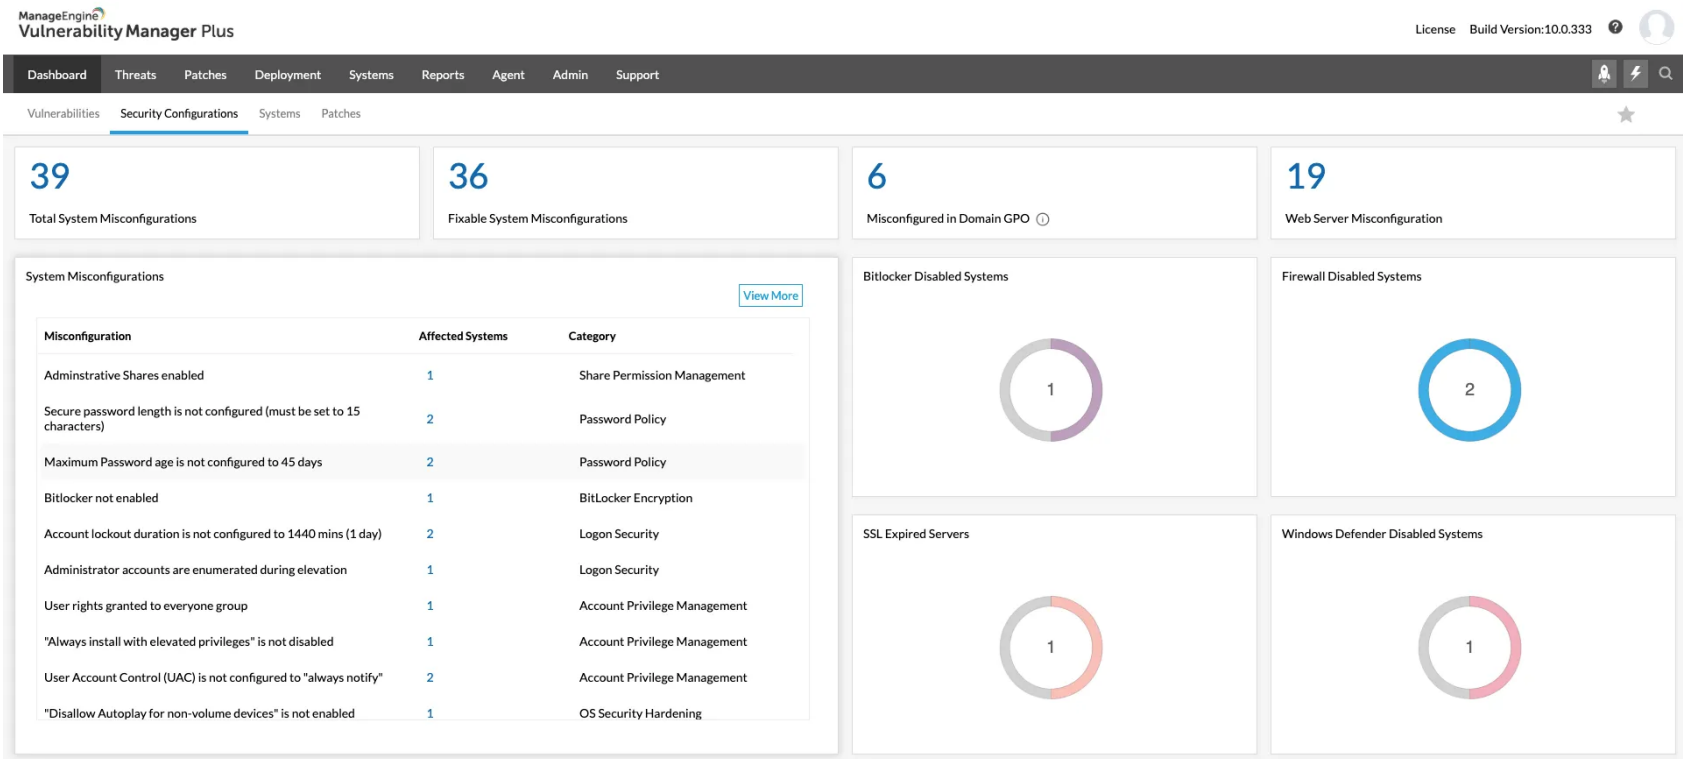 ManageEngine
Vulnerability Manager Plus
License Build Version:10.0.333 ?
Dashboard Threats Patches Deployment Systems Reports Agent Admin Support
Vulnerabilities Security Configurations Systems Patches
39
Total System Misconfigurations
36
Fixable System Misconfigurations
6
Misconfigured in Domain GPO
19
Web Server Misconfiguration
System Misconfigurations
View More
Misconfiguration Affected Systems Category
Adminstrative Shares enabled 1 Share Permission Management
Secure password length is not configured (must be set to 15
characters) 2 Password Policy
Maximum Password age is not configured to 45 days 2 Password Policy
Bitlocker not enabled 1 BitLocker Encryption
Account lockout duration is not configured to 1440 mins (1 day) 2 Logon Security
Administrator accounts are enumerated during elevation 1 Logon Security
User rights granted to everyone group 1 Account Privilege Management
"Always install with elevated privileges" is not disabled 1 Account Privilege Management
User Account Control (UAC) is not configured to "always notify" 2 Account Privilege Management
"Disallow Autoplay for non-volume devices" is not enabled 1 OS Security Hardening
Bitlocker Disabled Systems
1
Firewall Disabled Systems
2
SSL Expired Servers
1
Windows Defender Disabled Systems
1